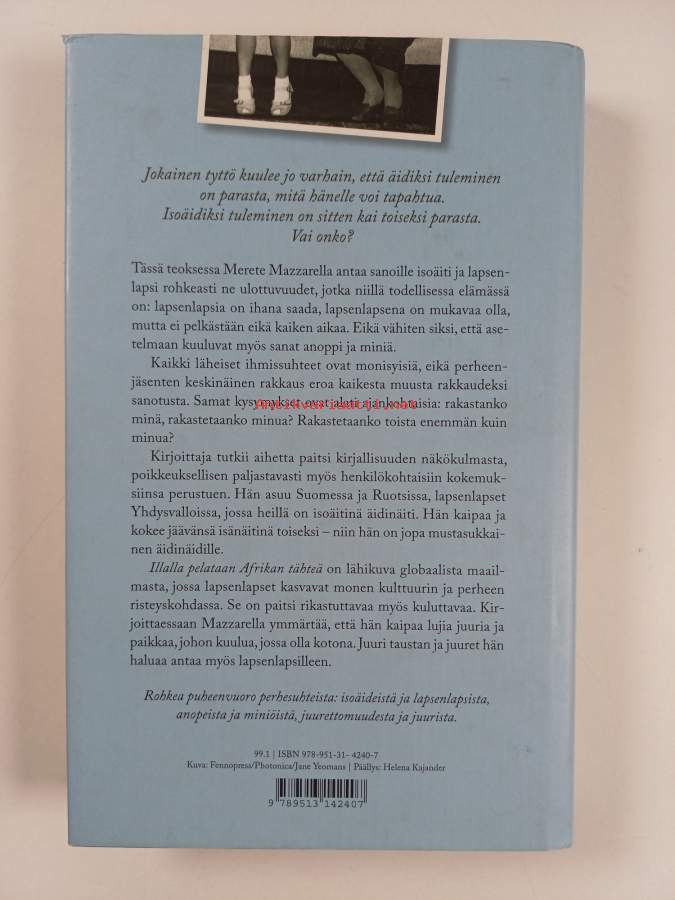 Jokainen tyttö kuulee jo varhain, että äidiksi tuleminen
on parasta, mitä hänelle voi tapahtua.
Isoäidiksi tuleminen on sitten kai toiseksi parasta.
Vai onko?
Tässä teoksessa Merete Mazzarella antaa sanoille isoäiti ja lapsen-
lapsi rohkeasti ne ulottuvuudet, jotka niillä todellisessa elämässä
on: lapsenlapsia on ihana saada, lapsenlapsena on mukavaa olla,
mutta ei pelkästään eikä kaiken aikaa. Eikä vähiten siksi, että ase-
telmaan kuuluvat myös sanat anoppi ja miniä.
Kaikki läheiset ihmissuhteet ovat monisyisiä, eikä perheen-
jäsenten keskinäinen rakkaus eroa kaikesta muusta rakkaudeksi
sanotusta. Samat kysymykset ovat alati ajankohtaisia: rakastanko
Antikvariaatti.net
minä, rakastetaanko minua? Rakastetaanko toista enemmän kuin
minua?
Kirjoittaja tutkii aihetta paitsi kirjallisuuden näkökulmasta,
poikkeuksellisen paljastavasti myös henkilökohtaisiin kokemuk-
siinsa perustuen. Hän asuu Suomessa ja Ruotsissa, lapsenlapset
Yhdysvalloissa, jossa heillä on isoäitinä äidinäiti. Hän kaipaa ja
kokee jäävänsä isänäitinä toiseksi – niin hän on jopa mustasukkai-
nen äidinäidille.
Illalla pelataan Afrikan tähteä on lähikuva globaalista maail-
masta, jossa lapsenlapset kasvavat monen kulttuurin ja perheen
risteyskohdassa. Se on paitsi rikastuttavaa myös kuluttavaa. Kir-
joittaessaan Mazzarella ymmärtää, että hän kaipaa lujia juuria ja
paikkaa, johon kuulua, jossa olla kotona. Juuri taustan ja juuret hän
haluaa antaa myös lapsenlapsilleen.
Rohkea puheenvuoro perhesuhteista: isoäideistä ja lapsenlapsista,
anopeista ja miniöistä, juurettomuudesta ja juurista.
99.1 | ISBN 978-951-31- 4240-7
Kuva: Fennopress/Photonica/Jane Yeomans | Päällys: Helena Kajander
9 789513 142407